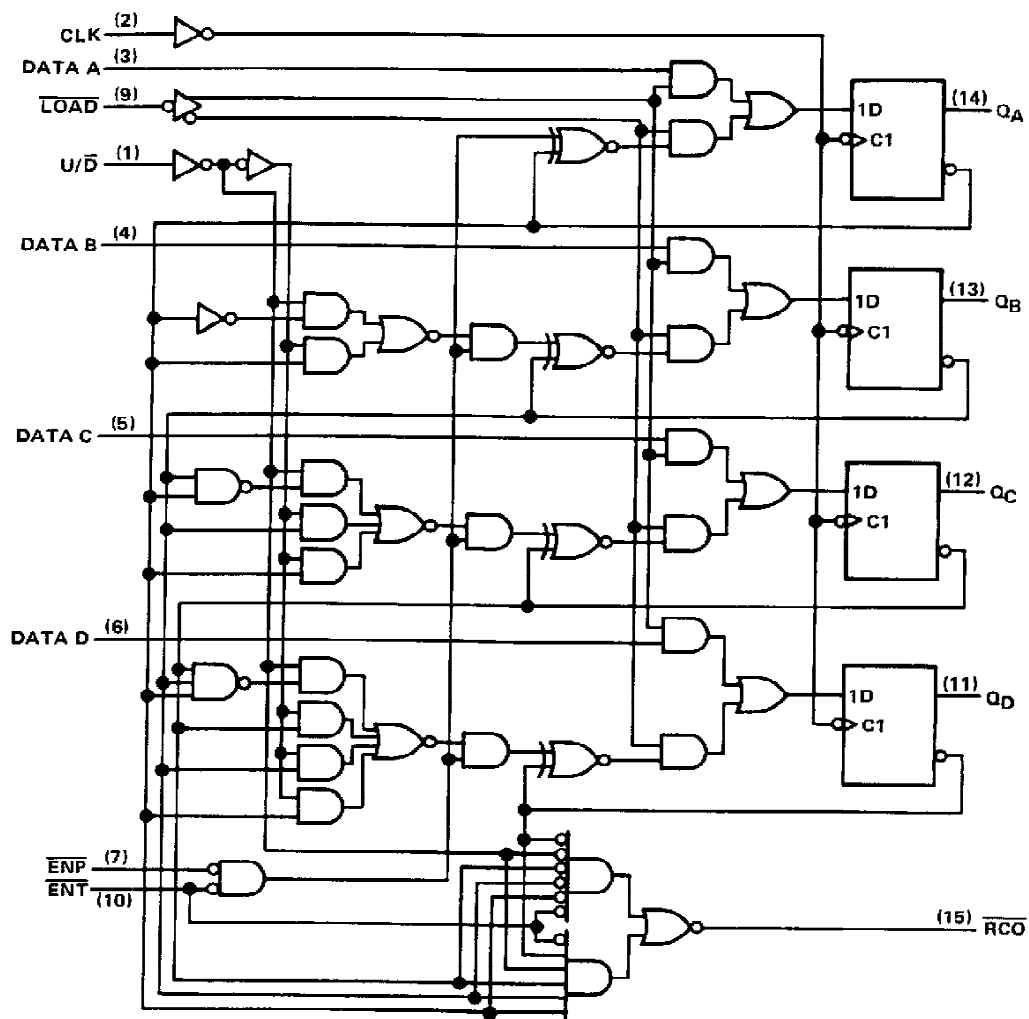 CLK (2)
DATA A (3)
LOAD (9)
1D (14) QA
C1
U/D (1)
DATA B (4)
1D (13) QB
C1
DATA C (5)
1D (12) QC
C1
DATA D (6)
1D (11) QD
C1
ENP (7)
ENT (10)
(15) RCO